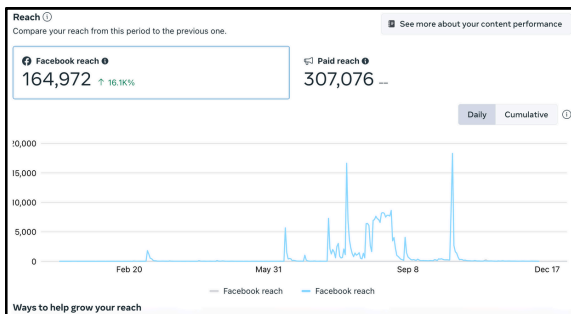 Reach
Compare your reach from this period to the previous one.
See more about your content performance
Facebook reach
164,972 ↑ 16.1K%
Paid reach
307,076 --
Daily Cumulative
20,000
15,000
10,000
5,000
0
Feb 20 May 31 Sep 8 Dec 17
Facebook reach Facebook reach
Ways to help grow your reach